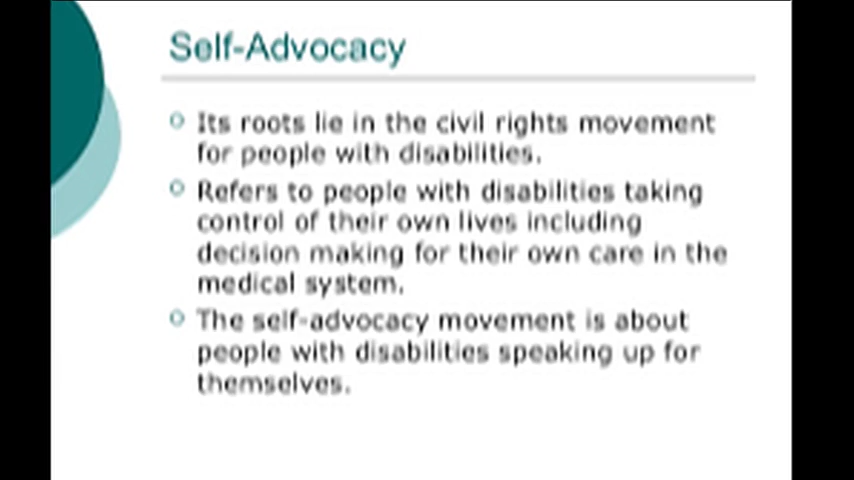 Self-Advocacy
Its roots lie in the civil rights movement
for people with disabilities.
Refers to people with disabilities taking
control of their own lives including
decision making for their own care in the
medical system.
The self-advocacy movement is about
people with disabilities speaking up for
themselves.